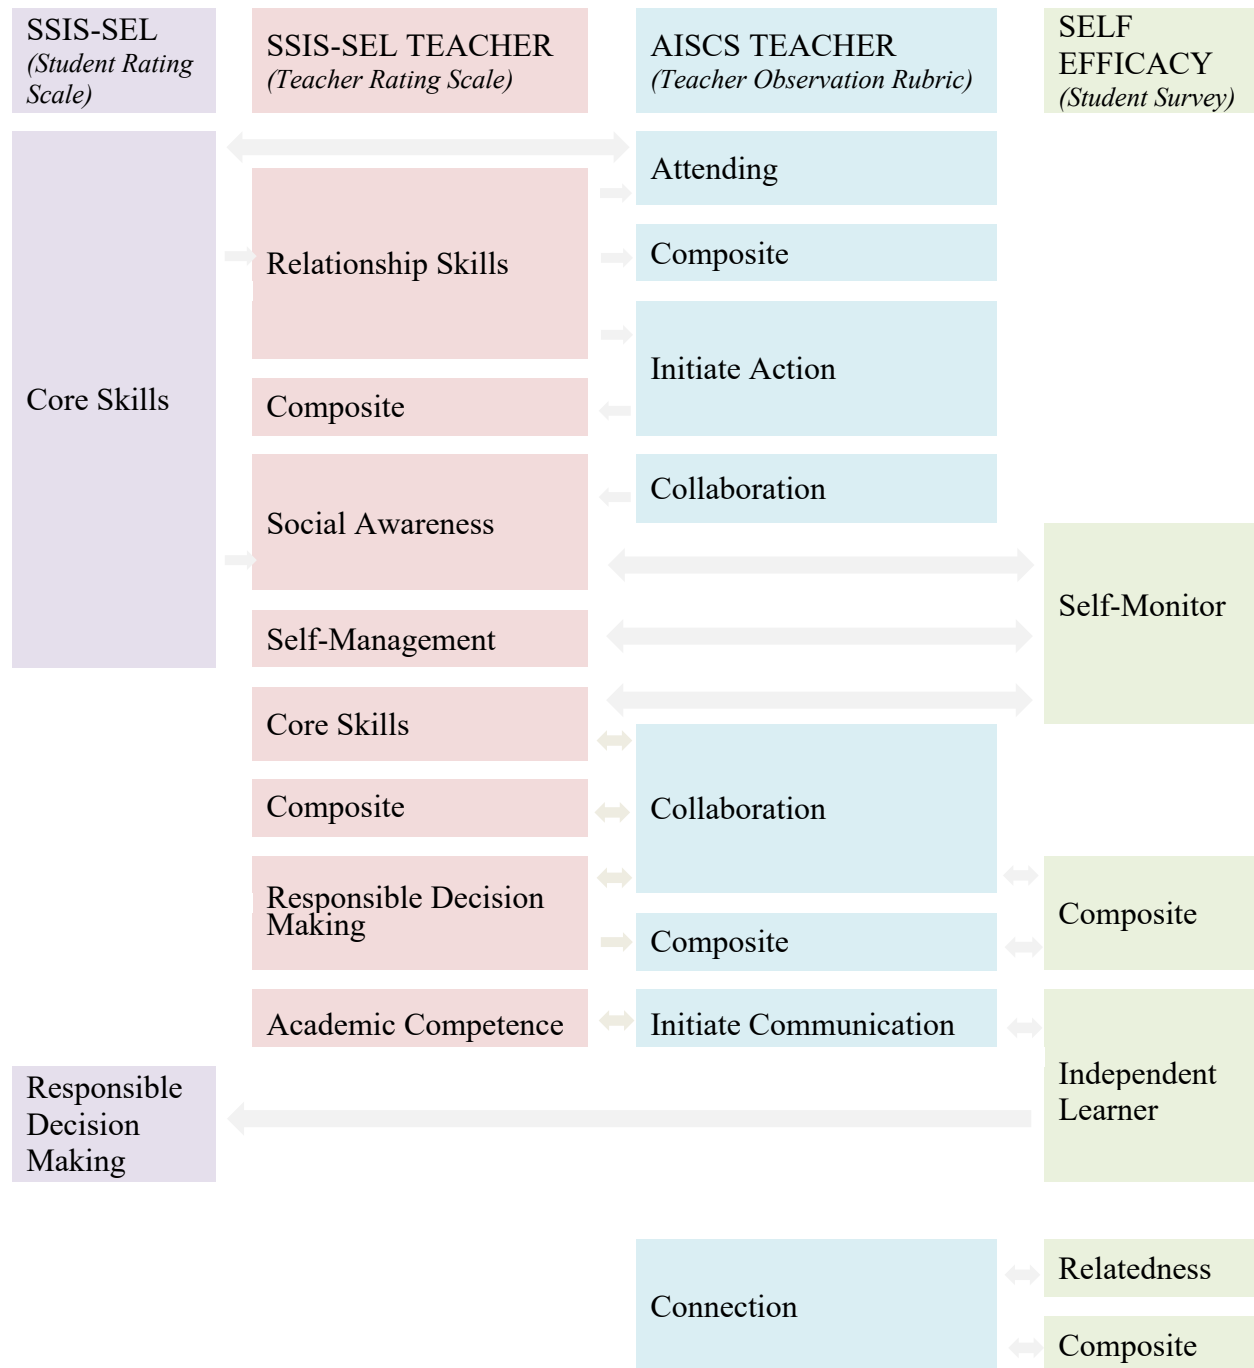 SSIS-SEL
(Student Rating
Scale)
SSIS-SEL TEACHER
(Teacher Rating Scale)
AISCS TEACHER
(Teacher Observation Rubric)
SELF
EFFICACY
(Student Survey)
Attending
Relationship Skills
Composite
Initiate Action
Core Skills
Composite
Collaboration
Social Awareness
Self-Monitor
Self-Management
Core Skills
Composite
Collaboration
Responsible Decision
Making
Composite
Composite
Academic Competence
Initiate Communication
Independent
Learner
Responsible
Decision
Making
Connection
Relatedness
Composite